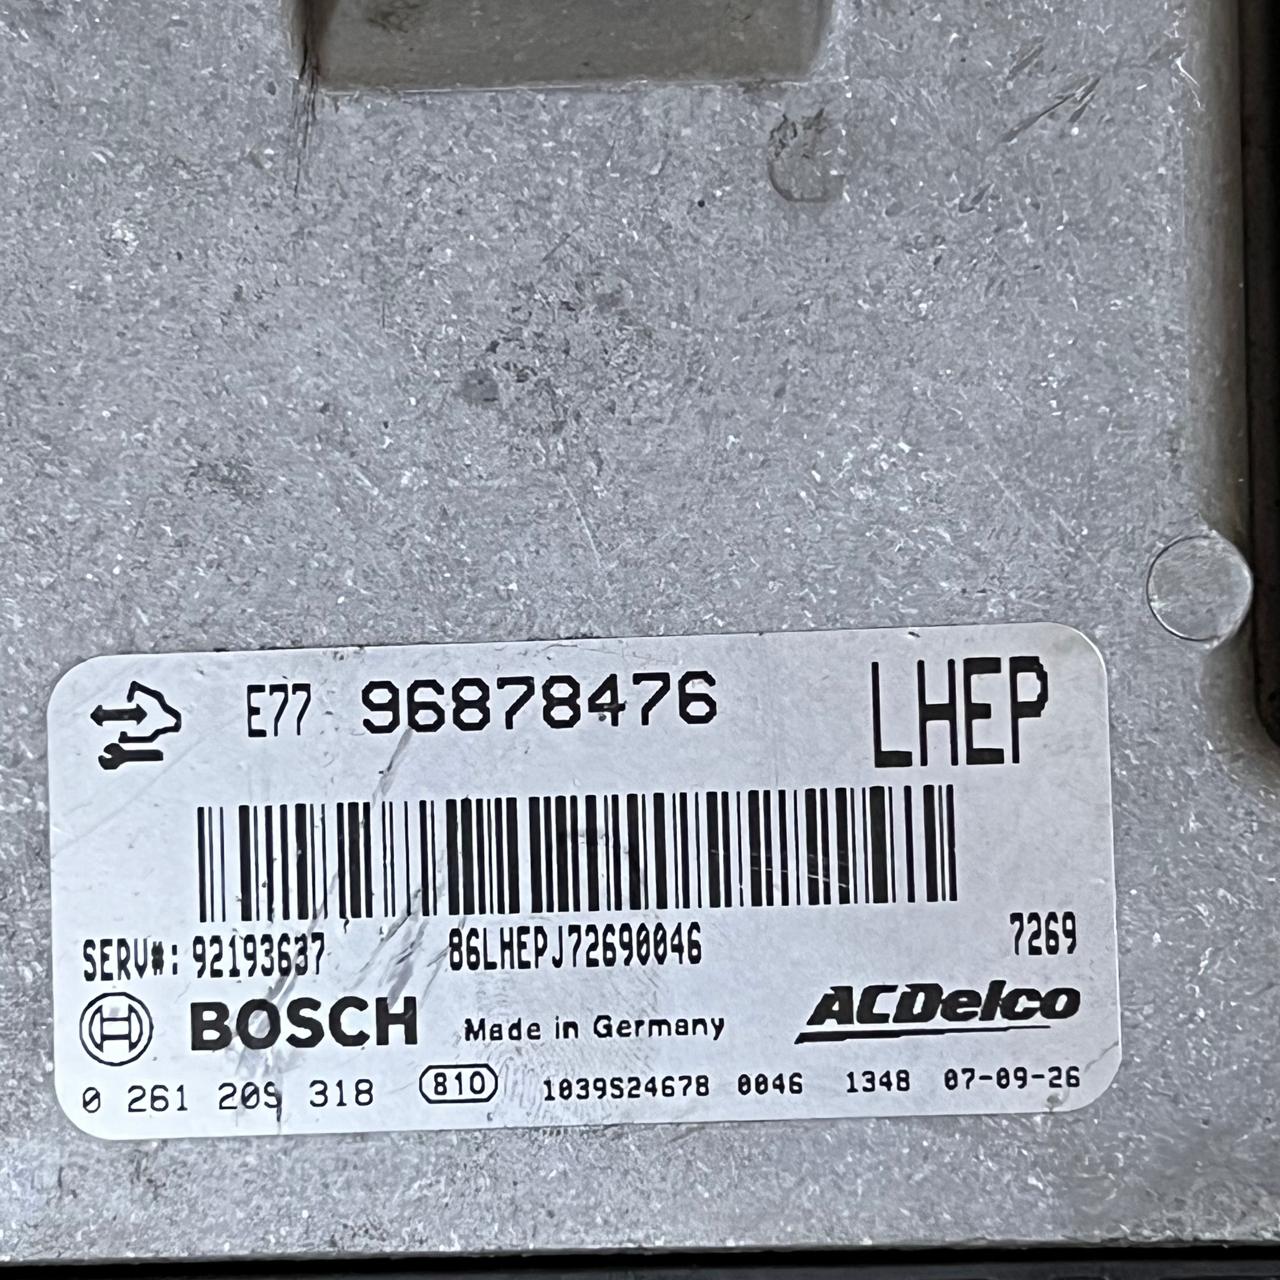 E77 96878476 LHEP
SERV#: 92193637 86LHEPJ72690046 7269
BOSCH Made in Germany ACDelco
0 261 209 318 810 1039S24678 0046 1348 07-09-26